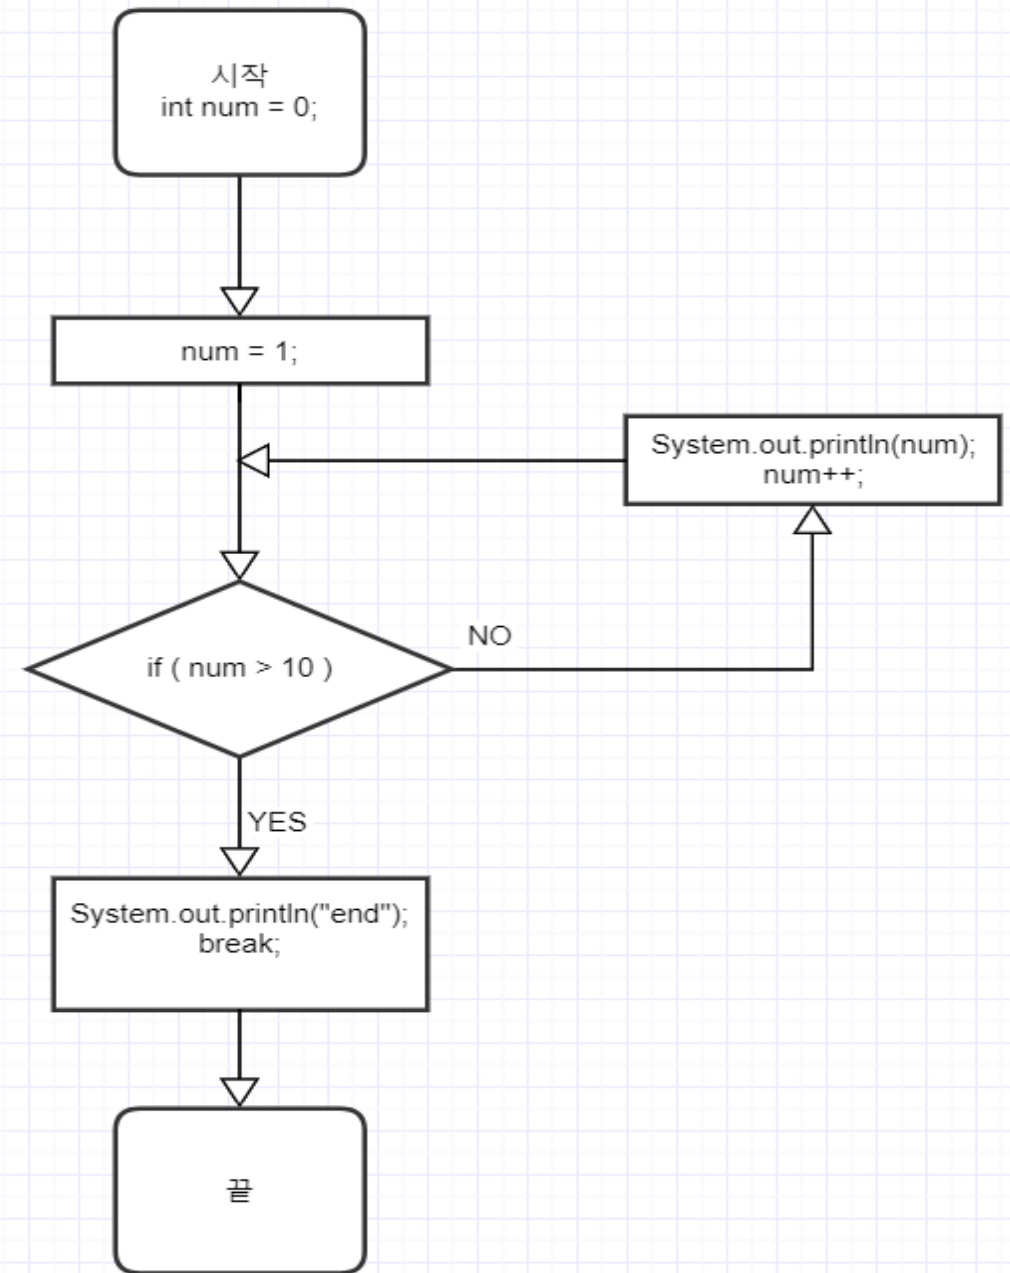 시작
int num = 0;
num = 1;
System.out.println(num);
num++;
NO
if ( num > 10 )
YES
System.out.println("end");
break;
끝